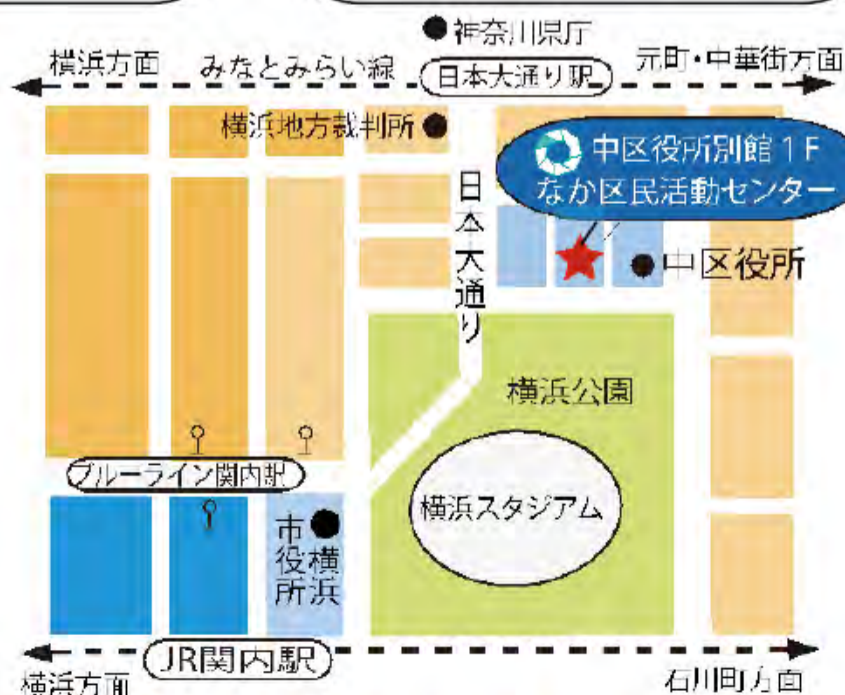 神奈川県庁
横浜方面
みなとみらい線
日本大通り駅
元町・中華街方面
横浜地方裁判所
中区役所別館1F
なか区民活動センター
日本大通り
中区役所
横浜公園
ブルーライン関内駅
横浜スタジアム
横浜
市役所
JR関内駅
横浜方面
石川町方面